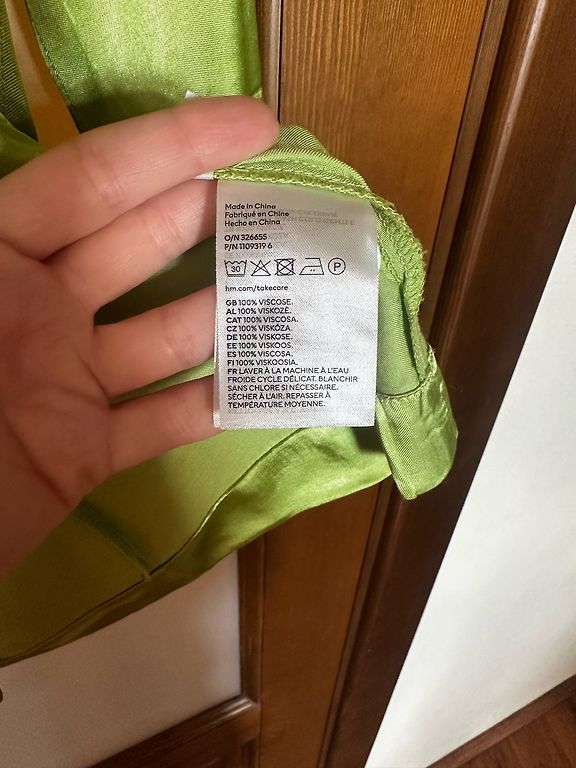 Made in China
Fabriqué en Chine
Hecho en China
O/N 326655
P/N 1109319 6
30
P
hm.com/takecare
GB 100% VISCOSE.
AL 100% VISKOZË.
CAT 100% VISCOSA.
CZ 100% VISKÓZA.
DE 100% VISKOSE.
EE 100% VISKOOS.
ES 100% VISCOSA.
FI 100% VISKOOSIA.
FR LAVER À LA MACHINE À L'EAU
FROIDE CYCLE DÉLICAT. BLANCHIR
SANS CHLORE SI NÉCESSAIRE.
SÉCHER À L'AIR. REPASSER À
TEMPÉRATURE MOYENNE.